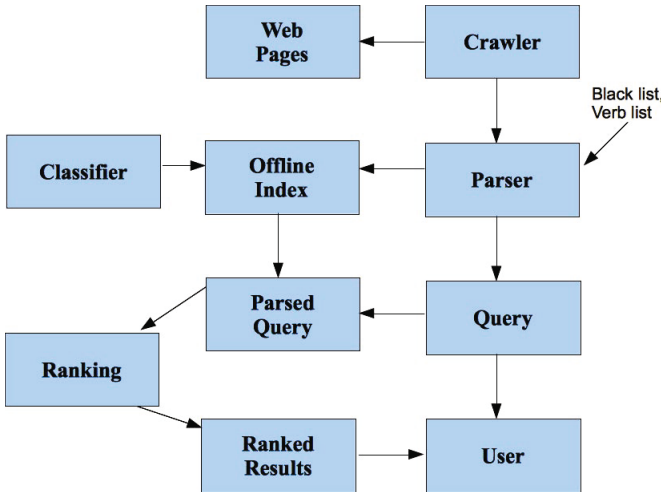 Web
Pages
Crawler
Black list,
Verb list
Classifier
Offline
Index
Parser
Parsed
Query
Query
Ranking
Ranked
Results
User